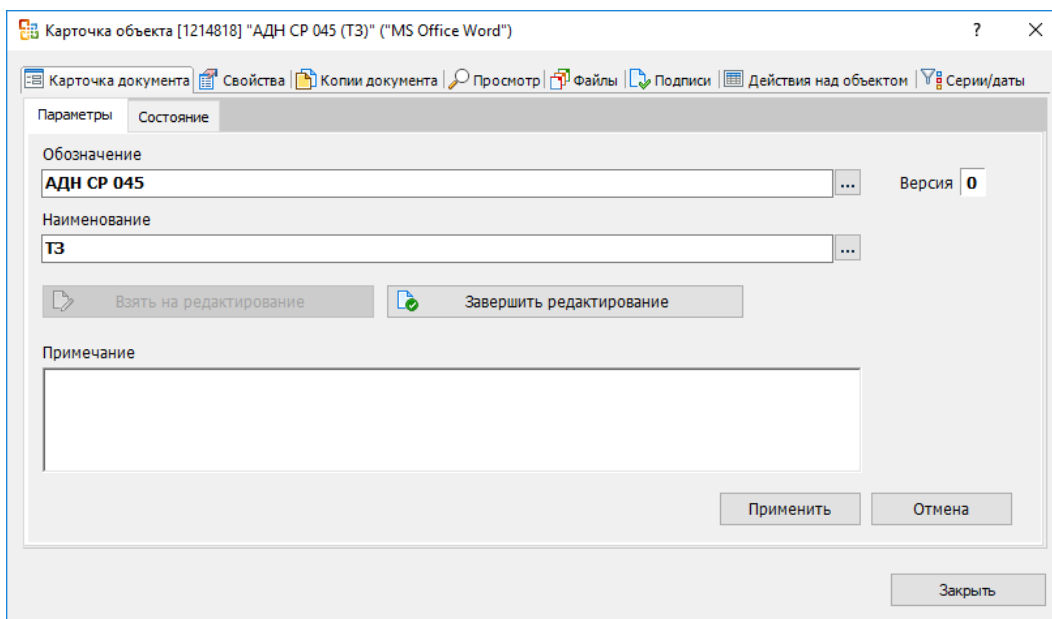 Карточка объекта [1214818] "АДН СР 045 (ТЗ)" ("MS Office Word") ?
Карточка документа Свойства Копии документа Просмотр Файлы Подписи Действия над объектом Серии/даты
Параметры Состояние
Обозначение
АДН СР 045 ... Версия 0
Наименование
ТЗ ...
Взять на редактирование Завершить редактирование
Примечание
Применить Отмена
Закрыть